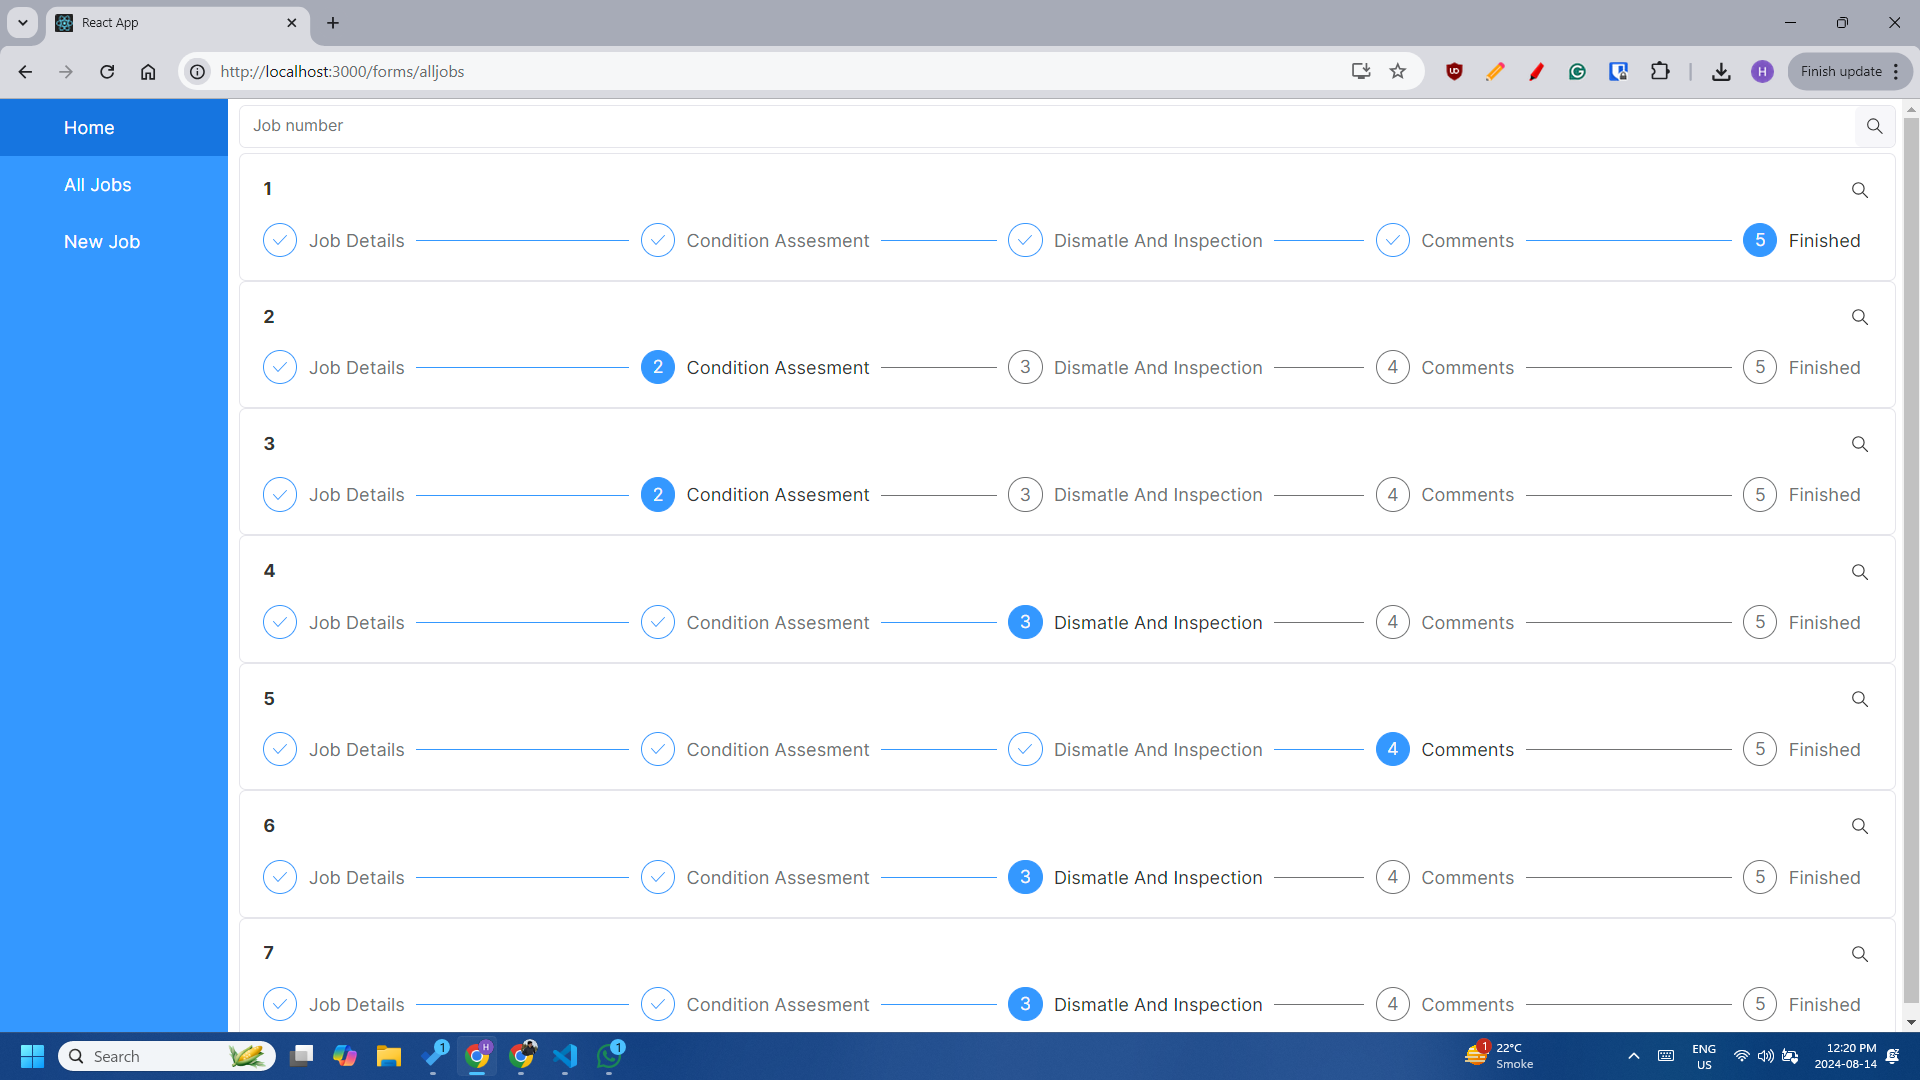 React App
http://localhost:3000/forms/alljobs
H
Finish update
Home
All Jobs
New Job
Job number
1
Job Details
Condition Assesment
Dismatle And Inspection
Comments
5 Finished
2
Job Details
2 Condition Assesment
3 Dismatle And Inspection
4 Comments
5 Finished
3
Job Details
2 Condition Assesment
3 Dismatle And Inspection
4 Comments
5 Finished
4
Job Details
Condition Assesment
3 Dismatle And Inspection
4 Comments
5 Finished
5
Job Details
Condition Assesment
Dismatle And Inspection
4 Comments
5 Finished
6
Job Details
Condition Assesment
3 Dismatle And Inspection
4 Comments
5 Finished
7
Job Details
Condition Assesment
3 Dismatle And Inspection
4 Comments
5 Finished
Search
1
H
1
1
22°C
Smoke
ENG
US
12:20 PM
2024-08-14